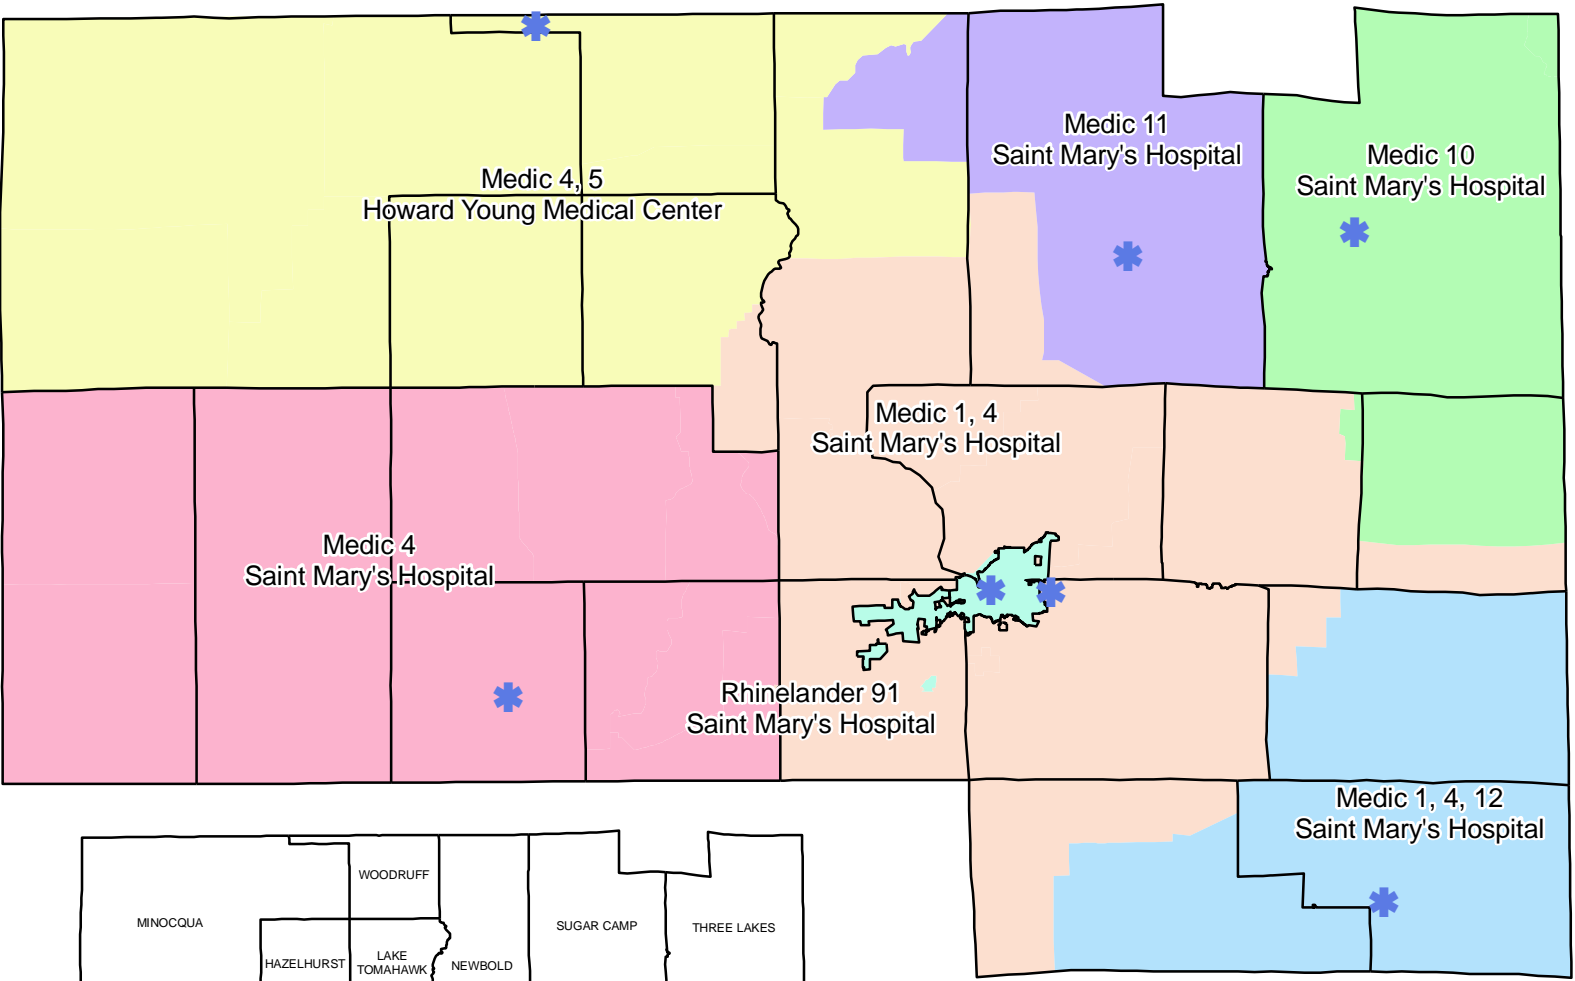 Medic 11
Saint Mary's Hospital
Medic 10
Saint Mary's Hospital
Medic 4, 5
Howard Young Medical Center
Medic 1, 4
Saint Mary's Hospital
Medic 4
Saint Mary's Hospital
Rhinelander 91
Saint Mary's Hospital
Medic 1, 4, 12
Saint Mary's Hospital
WOODRUFF
MINOCQUA
SUGAR CAMP
THREE LAKES
HAZELHURST
LAKE
TOMAHAWK
NEWBOLD